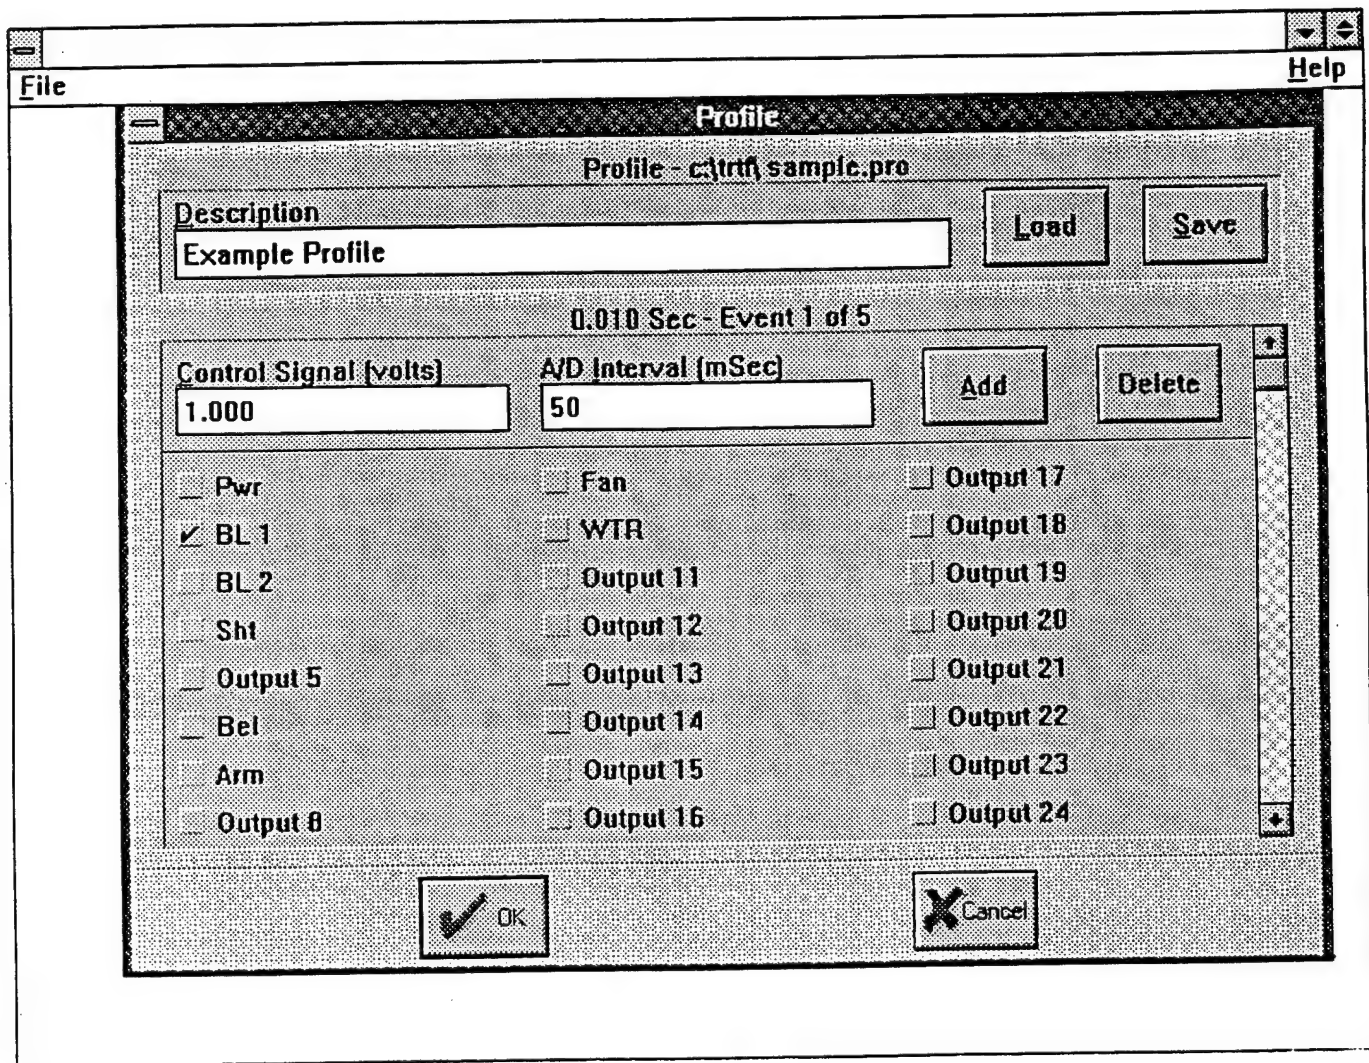 File Help
Profile
Profile - c:\trtf\ sample.pro
Description
Example Profile
Load
Save
0.010 Sec - Event 1 of 5
Control Signal (volts)
1.000
A/D Interval (mSec)
50
Add
Delete
Pwr
BL 1
BL 2
Sht
Output 5
Bel
Arm
Output 8
Fan
WTR
Output 11
Output 12
Output 13
Output 14
Output 15
Output 16
Output 17
Output 18
Output 19
Output 20
Output 21
Output 22
Output 23
Output 24
OK
Cancel